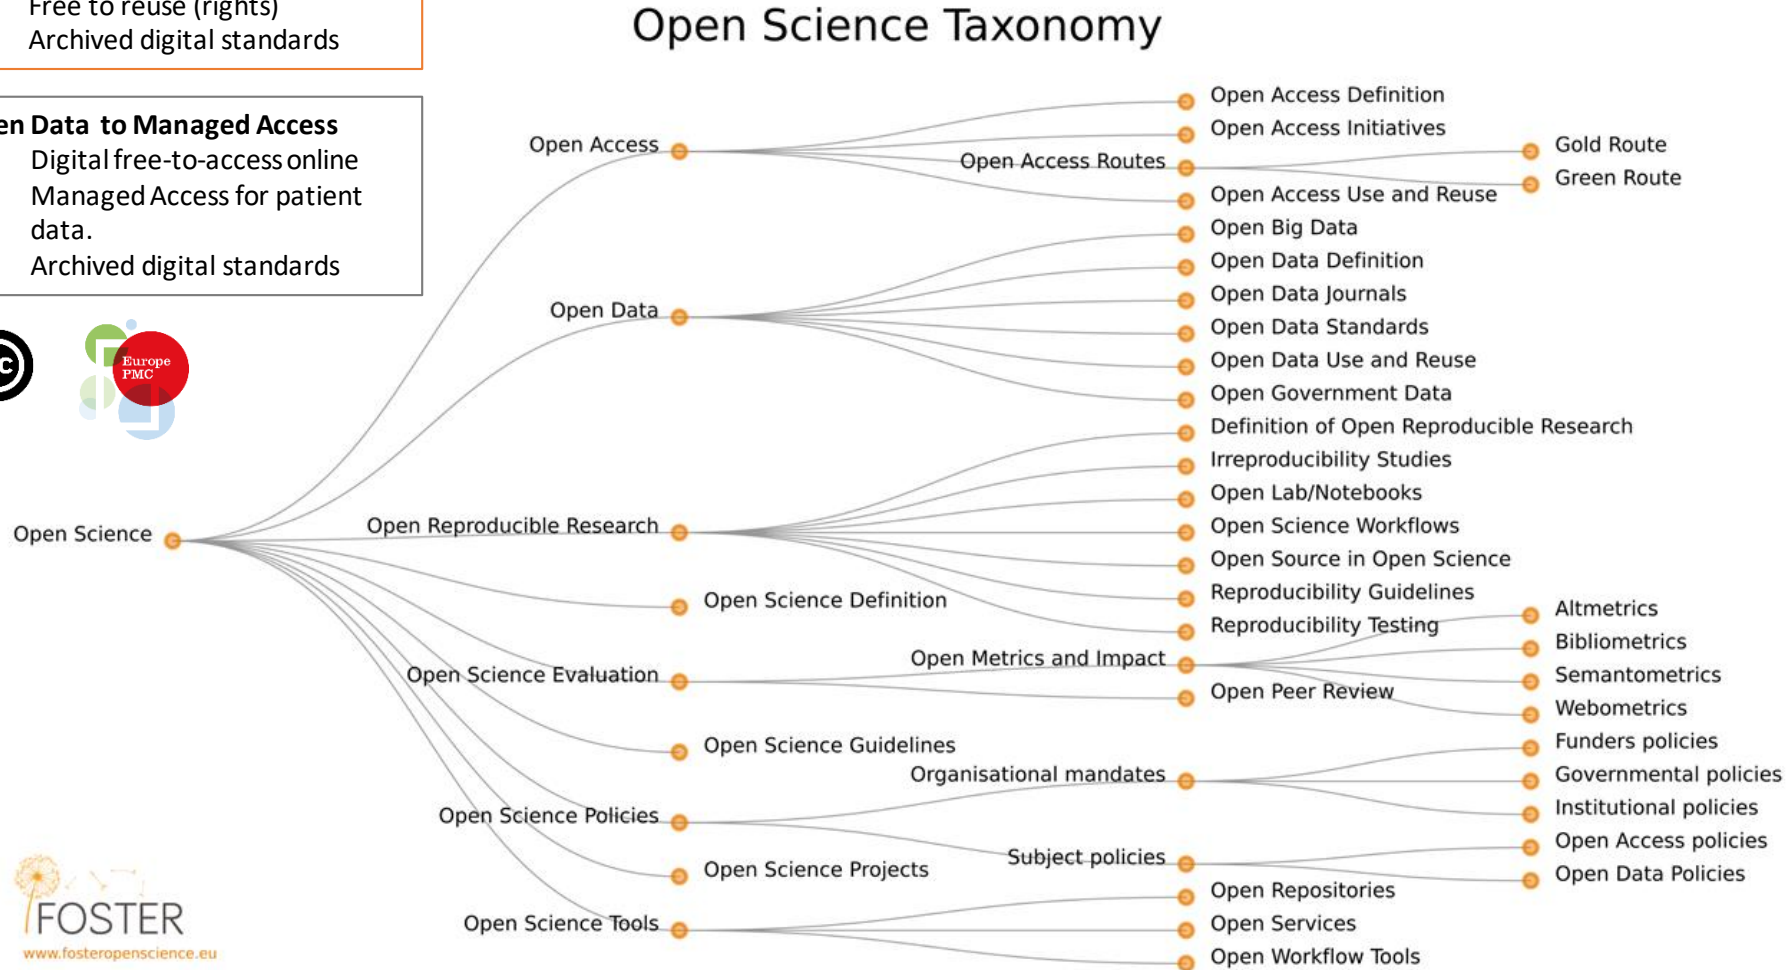 Free to reuse (rights)
Archived digital standards
en Data to Managed Access
Digital free-to-access online
Managed Access for patient
data.
Archived digital standards
c
Europe
PMC
Open Science Taxonomy
Open Science
Open Access
Open Access Definition
Open Access Initiatives
Open Access Routes
Gold Route
Green Route
Open Access Use and Reuse
Open Data
Open Big Data
Open Data Definition
Open Data Journals
Open Data Standards
Open Data Use and Reuse
Open Government Data
Open Reproducible Research
Definition of Open Reproducible Research
Irreproducibility Studies
Open Lab/Notebooks
Open Science Workflows
Open Source in Open Science
Reproducibility Guidelines
Reproducibility Testing
Open Science Definition
Open Science Evaluation
Open Metrics and Impact
Altmetrics
Bibliometrics
Semantometrics
Webometrics
Open Peer Review
Open Science Guidelines
Open Science Policies
Organisational mandates
Funders policies
Governmental policies
Institutional policies
Subject policies
Open Access policies
Open Data Policies
Open Science Projects
Open Science Tools
Open Repositories
Open Services
Open Workflow Tools
FOSTER
www.fosteropenscience.eu